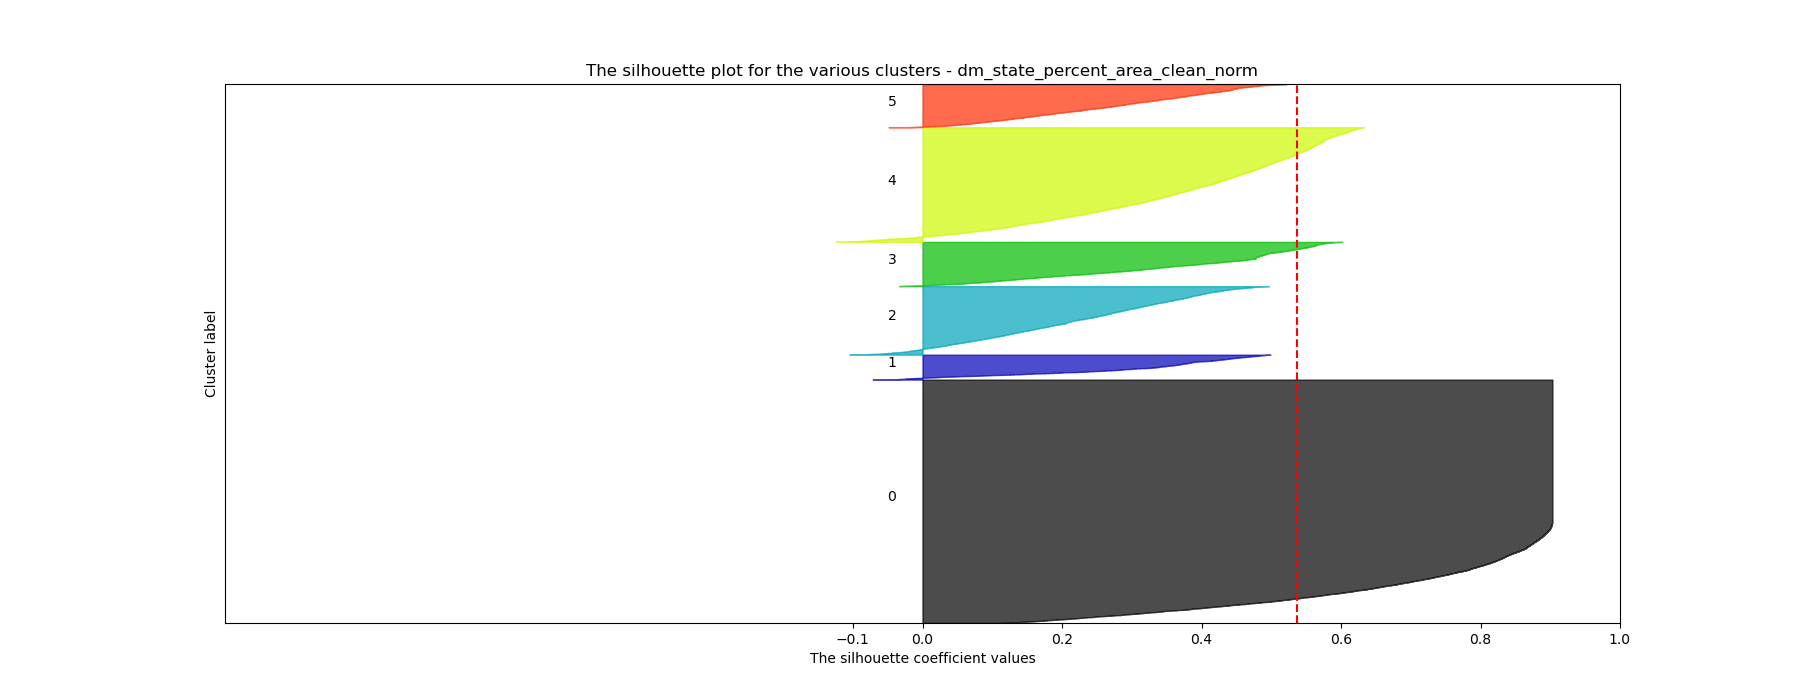 The silhouette plot for the various clusters - dm_state_percent_area_clean_norm
5
4
3
2
1
0
Cluster label
−0.1 0.0 0.2 0.4 0.6 0.8 1.0
The silhouette coefficient values